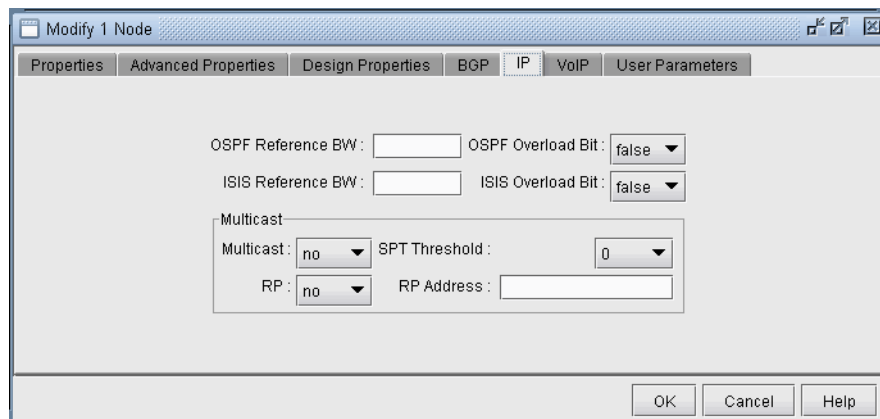 Modify 1 Node
Properties Advanced Properties Design Properties BGP IP VoIP User Parameters
OSPF Reference BW : OSPF Overload Bit : false
ISIS Reference BW : ISIS Overload Bit : false
Multicast
Multicast : no SPT Threshold : 0
RP : no RP Address :
OK Cancel Help